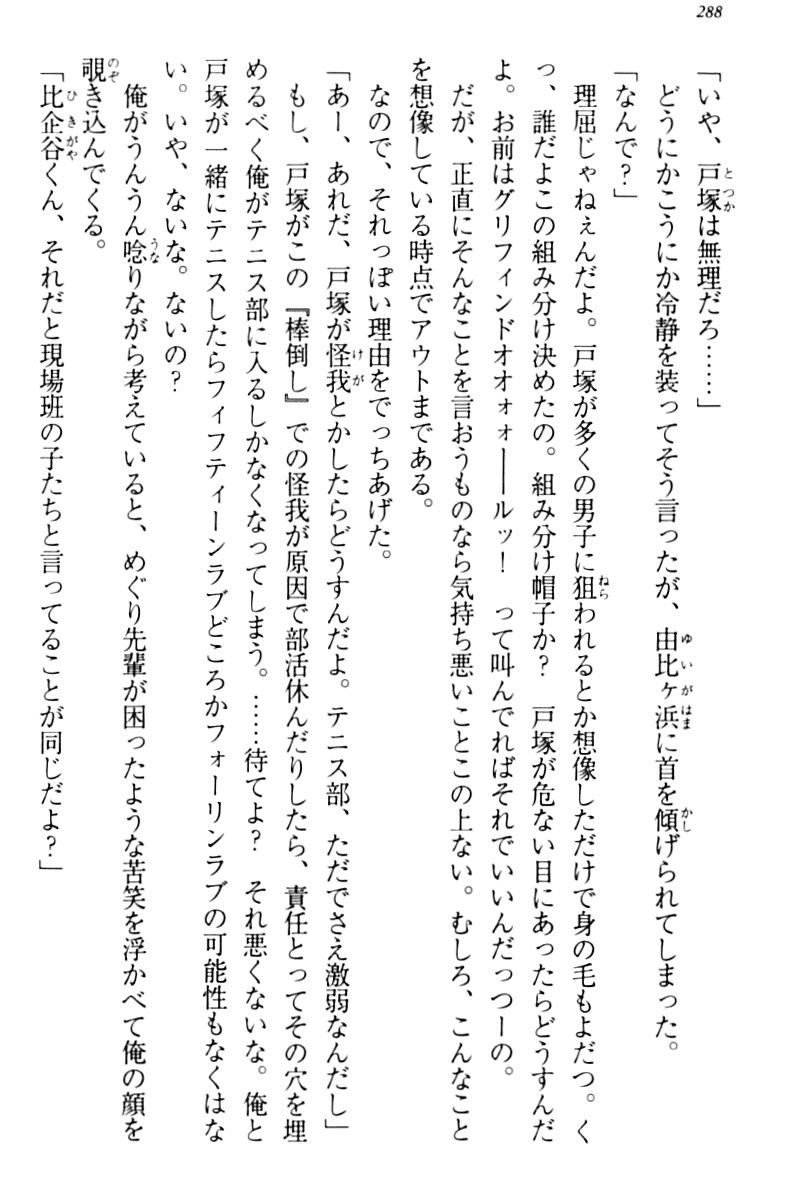 288
「いや、戸塚は無理だろ……」
どうにかこうにか冷静を装ってそう言ったが、由比ヶ浜に首を傾げられてしまった。
「なんで？」
理屈じゃねぇんだよ。戸塚が多くの男子に狙われるとか想像しただけで身の毛もよだつ。く
っ、誰だよこの組み分け決めたの。組み分け帽子か？　戸塚が危ない目にあったらどうすんだ
よ。お前はグリフィンドオオォォ――ルッ！　って叫んでればそれでいいんだっつーの。
だが、正直にそんなことを言おうものなら気持ち悪いことこの上ない。むしろ、こんなこと
を想像している時点でアウトまである。
なので、それっぽい理由をでっちあげた。
「あー、あれだ、戸塚が怪我とかしたらどうすんだよ。テニス部、ただでさえ激弱なんだし」
もし、戸塚がこの『棒倒し』での怪我が原因で部活休んだりしたら、責任とってその穴を埋
めるべく俺がテニス部に入るしかなくなってしまう。……待てよ？　それ悪くないな。俺と
戸塚が一緒にテニスしたらフィフティーンラブどころかフォーリンラブの可能性もなくはな
い。いや、ないな。ないの？
俺がうんうん唸りながら考えていると、めぐり先輩が困ったような苦笑を浮かべて俺の顔を
覗き込んでくる。
「比企谷くん、それだと現場班の子たちと言ってることが同じだよ？」